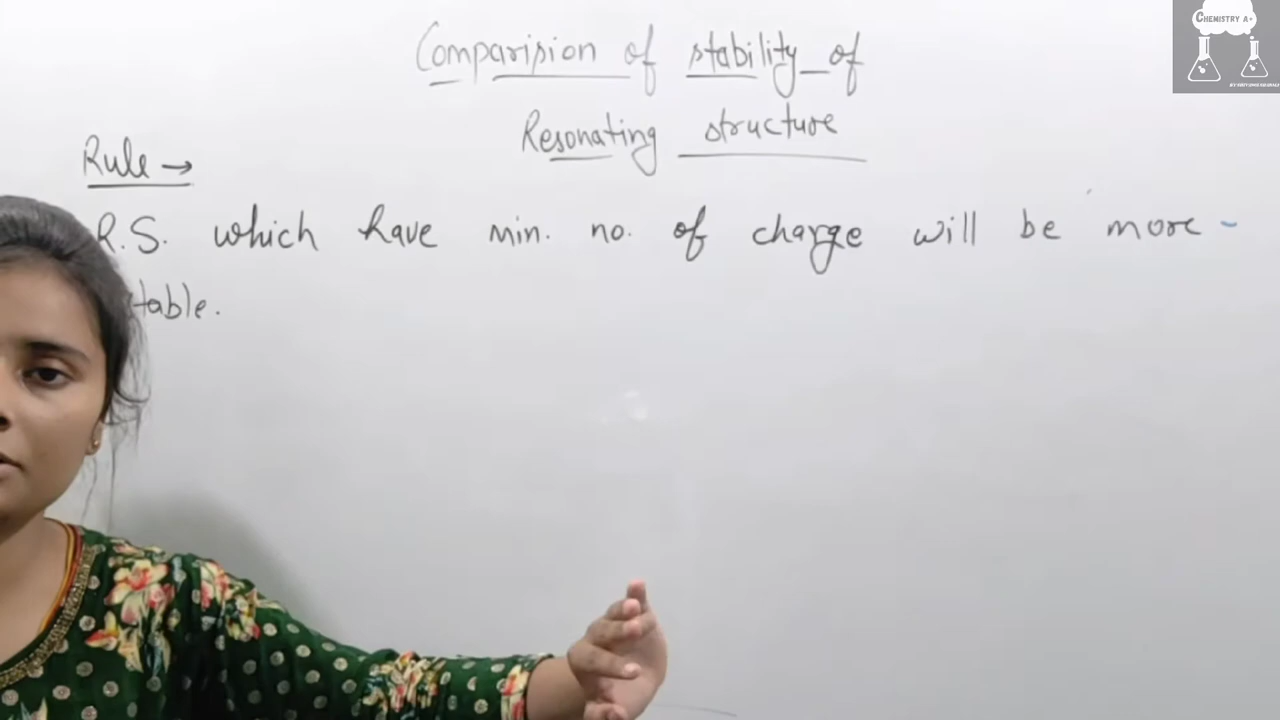 CHEMISTRY A+
Comparision of stability of
Resonating structure
Rule →
R.S. which have min. no. of charge will be more -
table.